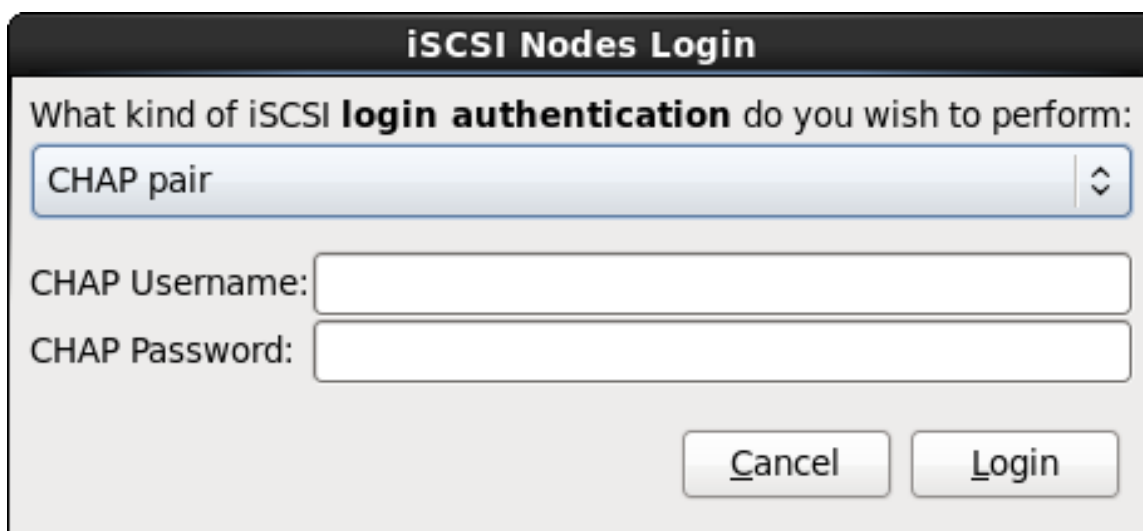 iSCSI Nodes Login
What kind of iSCSI login authentication do you wish to perform:
CHAP pair
CHAP Username:
CHAP Password:
Cancel Login